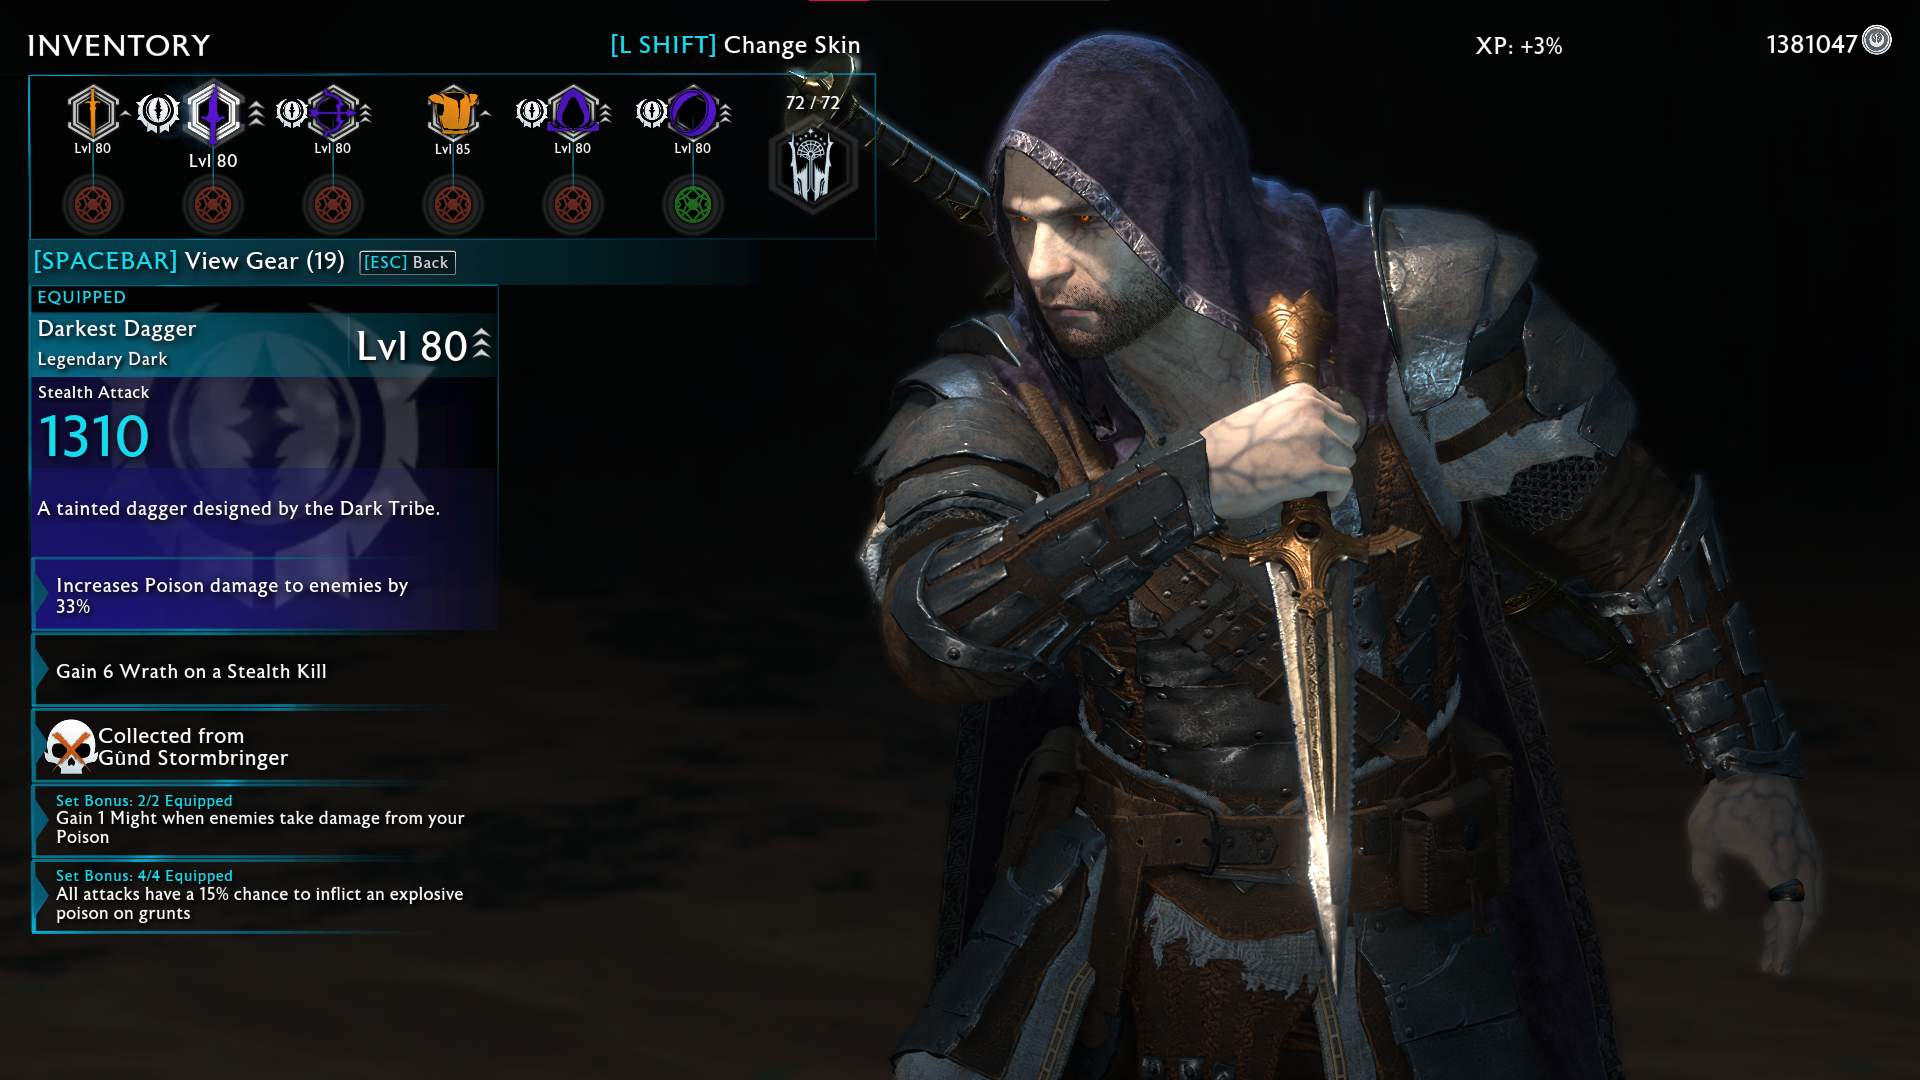 INVENTORY
[L SHIFT] Change Skin
XP: +3%
1381047
72 / 72
Lvl 80
Lvl 80
Lvl 80
Lvl 85
Lvl 80
Lvl 80
[SPACEBAR] View Gear (19) [ESC] Back
EQUIPPED
Darkest Dagger
Legendary Dark
Lvl 80
Stealth Attack
1310
A tainted dagger designed by the Dark Tribe.
Increases Poison damage to enemies by
33%
Gain 6 Wrath on a Stealth Kill
Collected from
Gûnd Stormbringer
Set Bonus: 2/2 Equipped
Gain 1 Might when enemies take damage from your
Poison
Set Bonus: 4/4 Equipped
All attacks have a 15% chance to inflict an explosive
poison on grunts